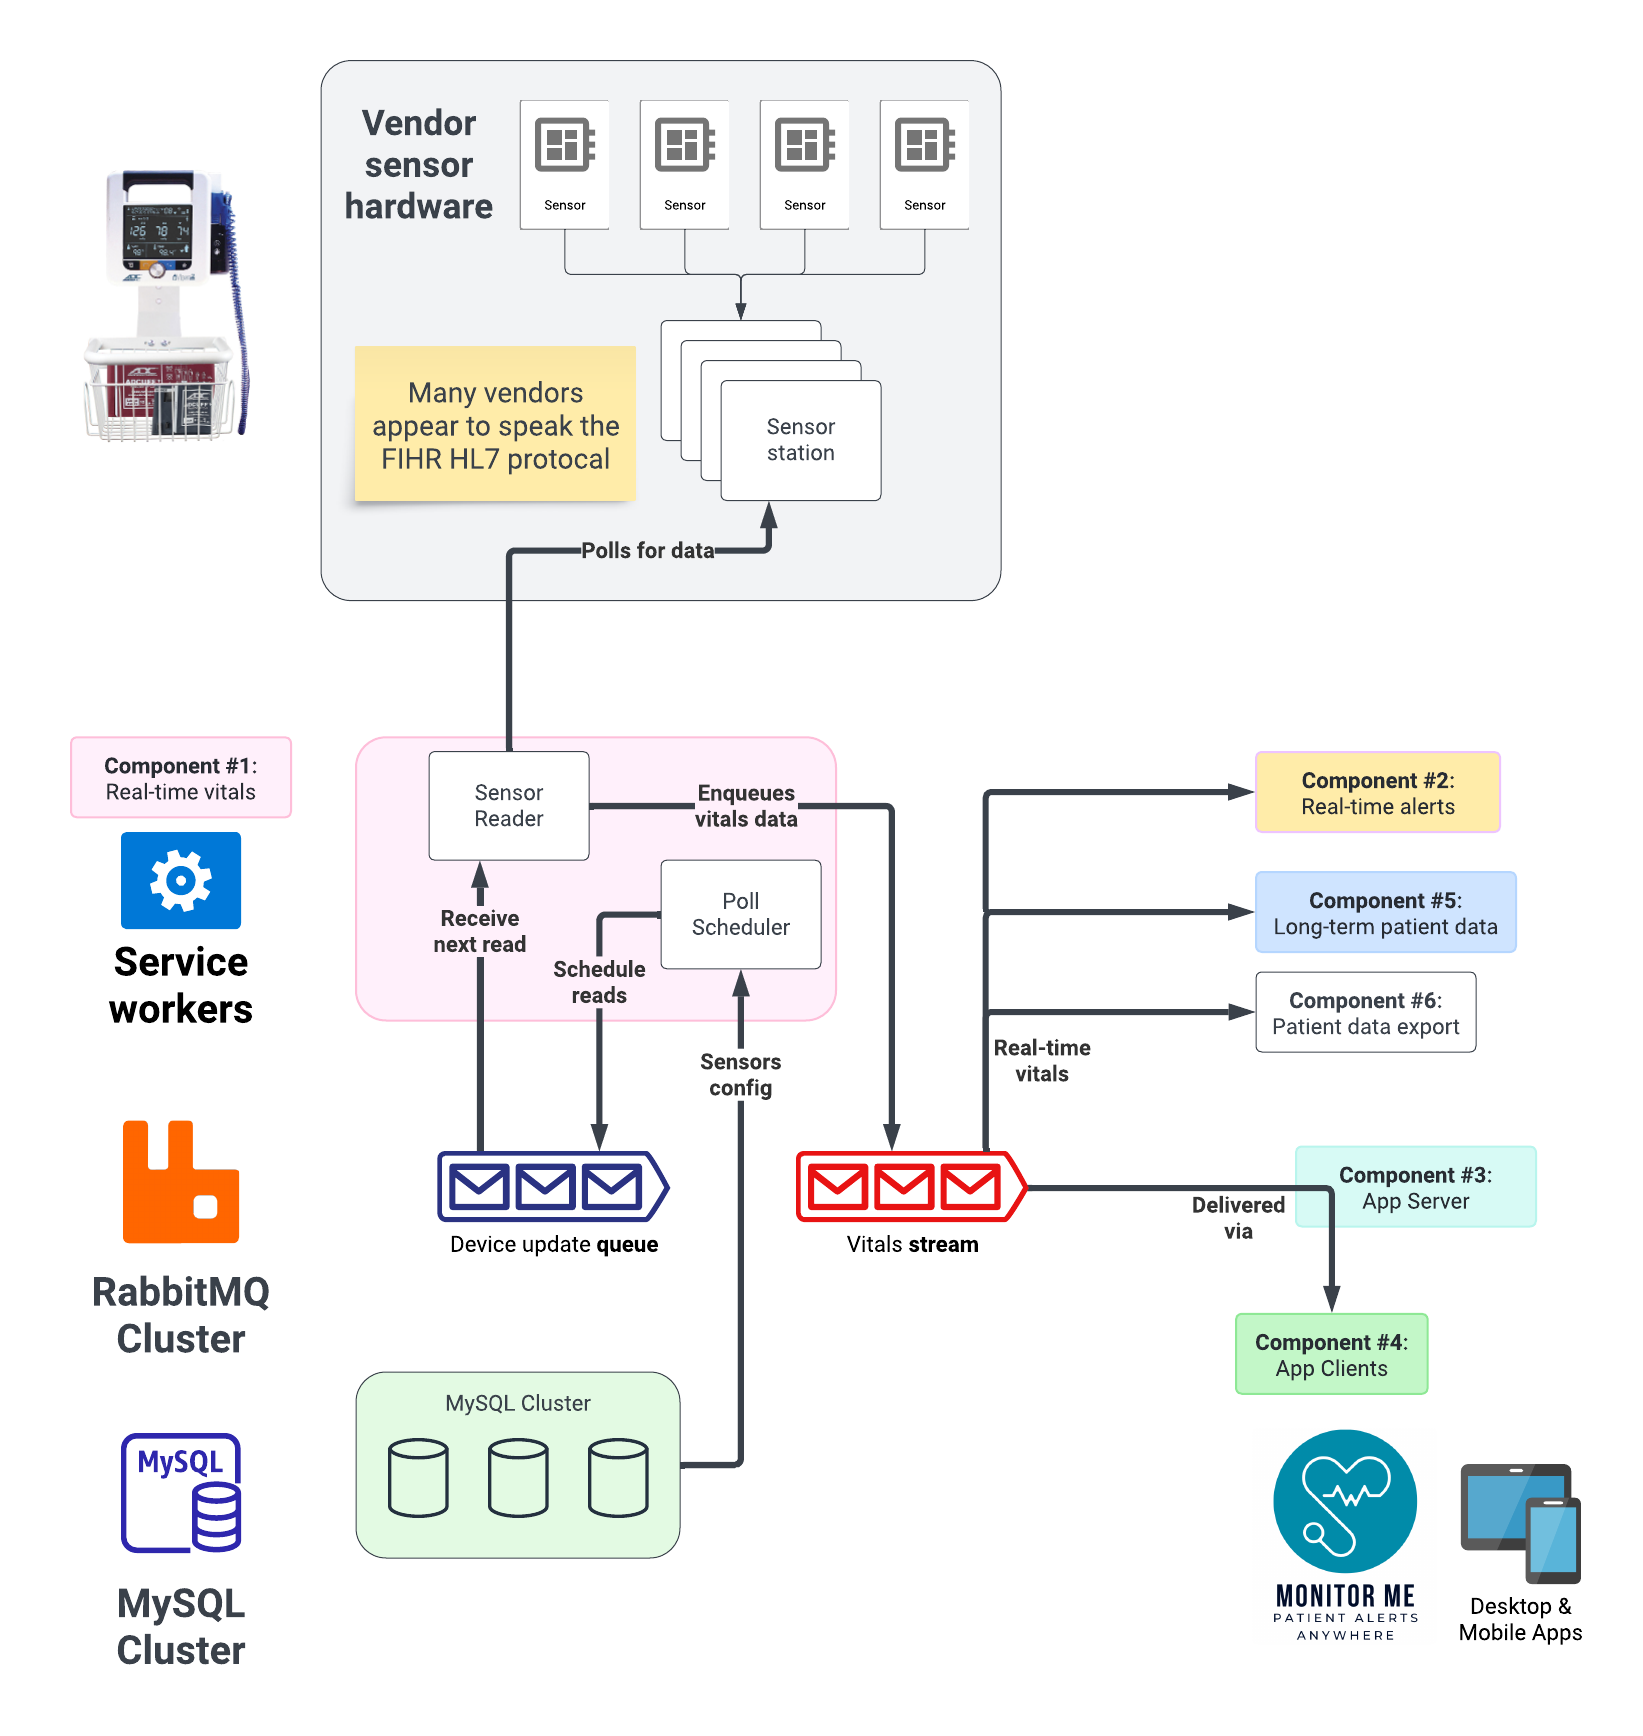 Vendor
sensor
hardware
Sensor
Sensor
Sensor
Sensor
126 78 74
ADC
ADC
Many vendors
appear to speak the
FIHR HL7 protocal
Sensor
station
Polls for data
Component #1:
Real-time vitals
Service
workers
Sensor
Reader
Enqueues
vitals data
Poll
Scheduler
Receive
next read
Schedule
reads
Sensors
config
Component #2:
Real-time alerts
Component #5:
Long-term patient data
Component #6:
Patient data export
Real-time
vitals
RabbitMQ
Cluster
Device update queue
Vitals stream
Delivered
via
Component #3:
App Server
Component #4:
App Clients
MySQL Cluster
MySQL
MySQL
Cluster
MONITOR ME
PATIENT ALERTS
ANYWHERE
Desktop &
Mobile Apps